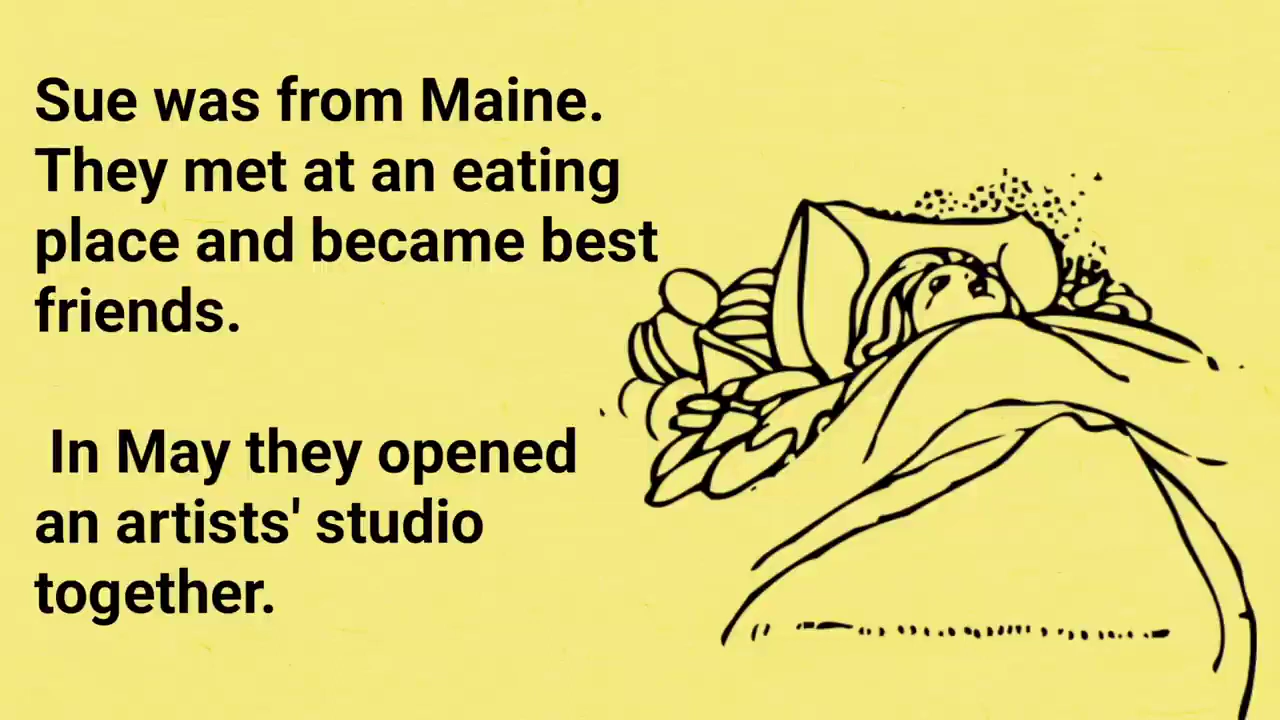 Sue was from Maine.
They met at an eating
place and became best
friends.
In May they opened
an artists' studio
together.